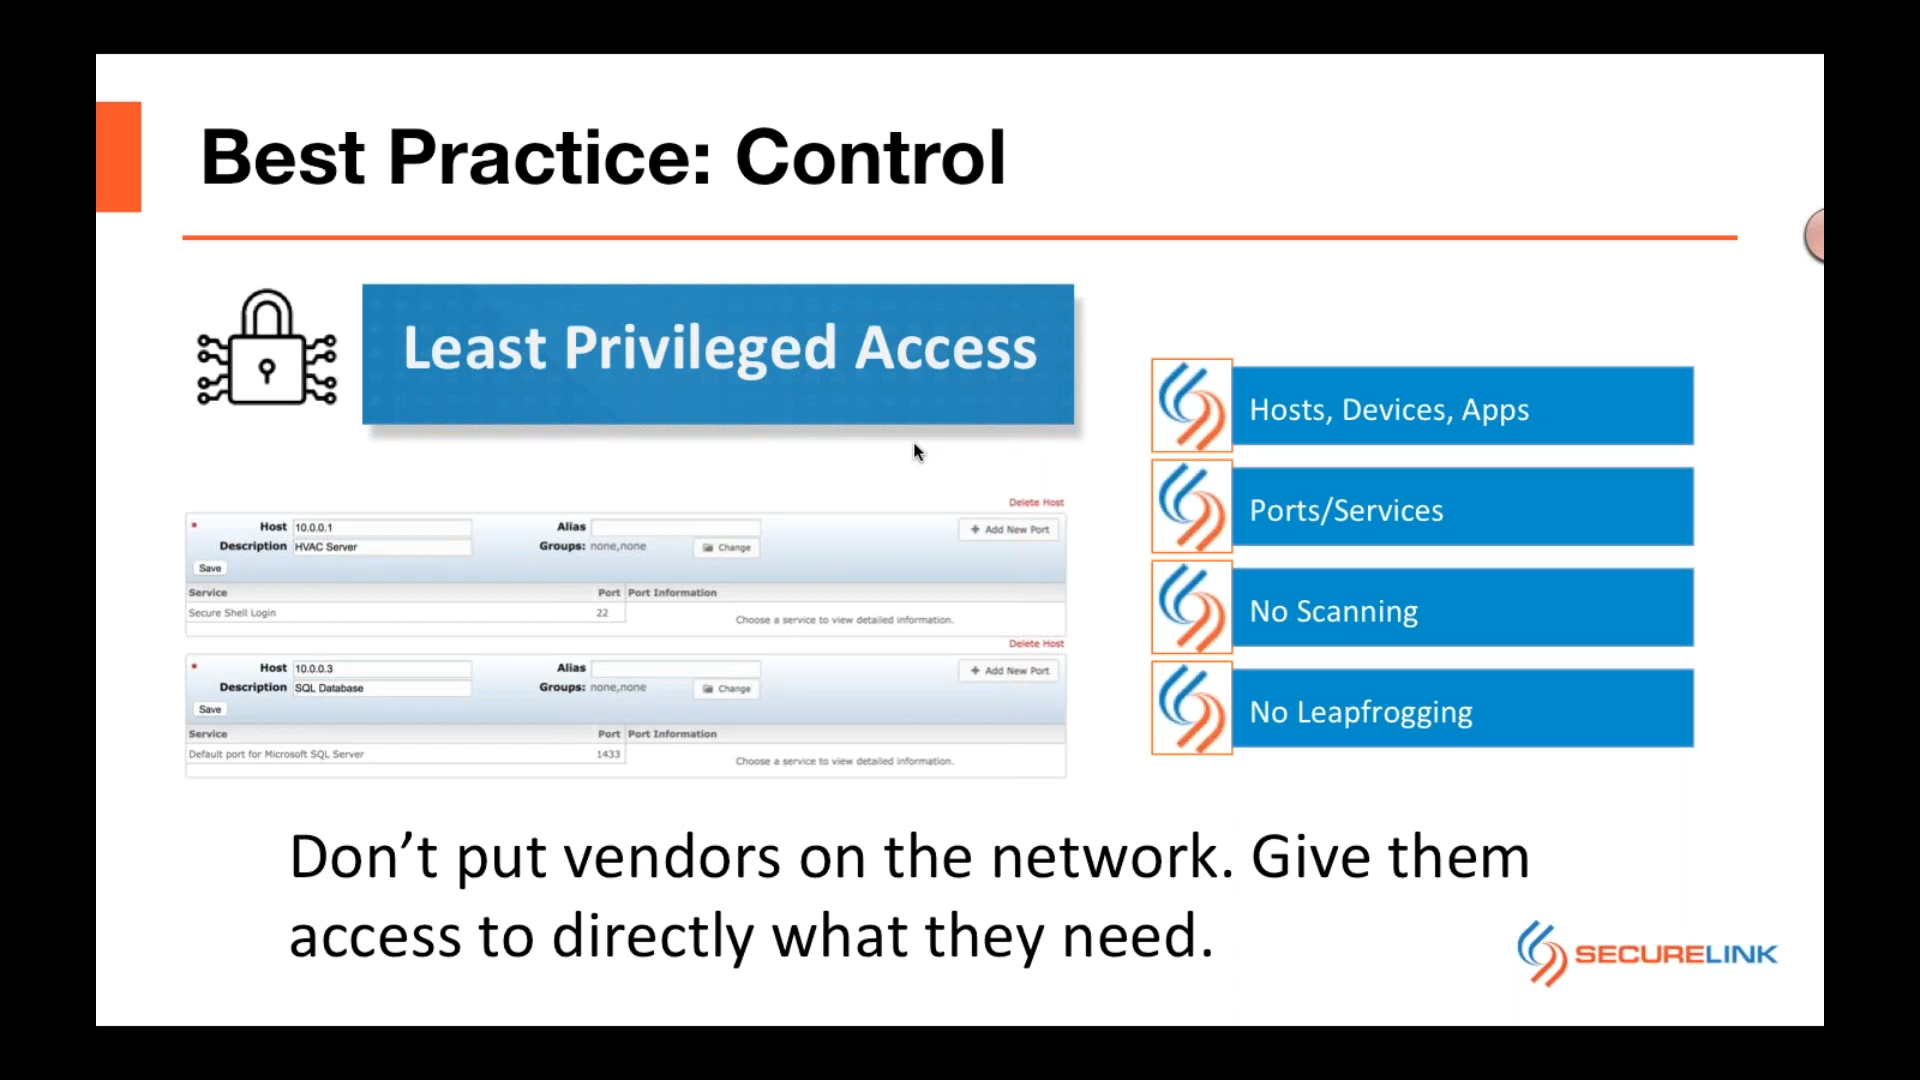 Best Practice: Control
Least Privileged Access
Hosts, Devices, Apps
Ports/Services
No Scanning
No Leapfrogging
Delete Host
* Host 10.0.0.1 Alias + Add New Port
Description HVAC Server Groups: none,none Change
Save
Service Port Port Information
Secure Shell Login 22 Choose a service to view detailed information.
Delete Host
* Host 10.0.0.3 Alias + Add New Port
Description SQL Database Groups: none,none Change
Save
Service Port Port Information
Default port for Microsoft SQL Server 1433 Choose a service to view detailed information.
Don’t put vendors on the network. Give them
access to directly what they need.
SECURELINK